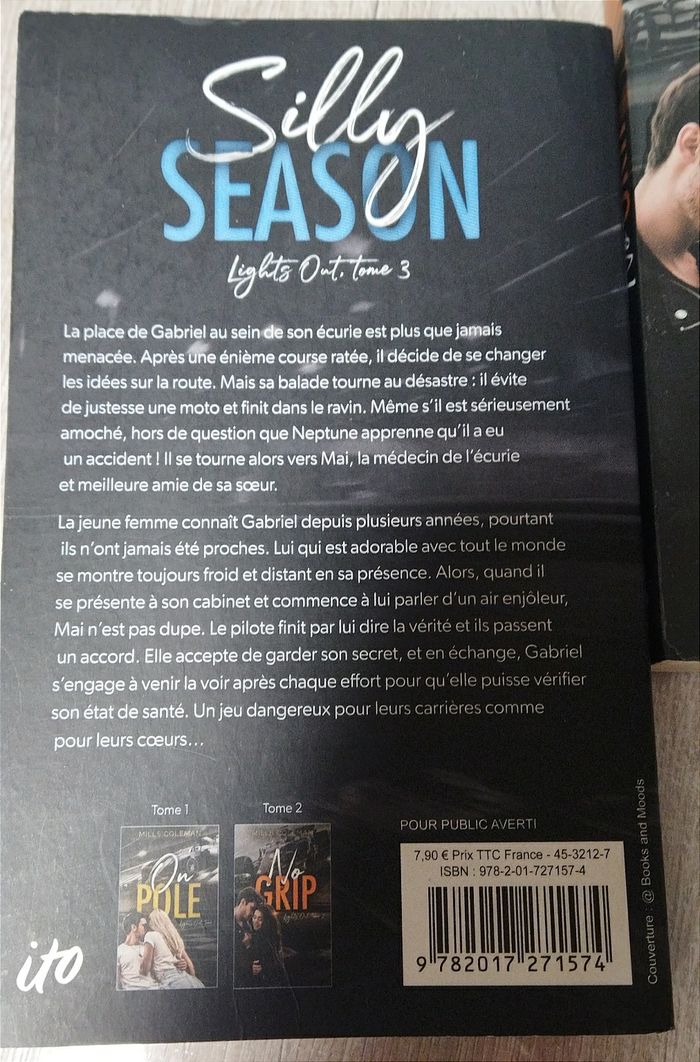 Silly
SEASON
Lights Out, tome 3
La place de Gabriel au sein de son écurie est plus que jamais
menacée. Après une énième course ratée, il décide de se changer
les idées sur la route. Mais sa balade tourne au désastre : il évite
de justesse une moto et finit dans le ravin. Même s'il est sérieusement
amoché, hors de question que Neptune apprenne qu'il a eu
un accident ! Il se tourne alors vers Mai, la médecin de l'écurie
et meilleure amie de sa sœur.
La jeune femme connaît Gabriel depuis plusieurs années, pourtant
ils n'ont jamais été proches. Lui qui est adorable avec tout le monde
se montre toujours froid et distant en sa présence. Alors, quand il
se présente à son cabinet et commence à lui parler d'un air enjôleur,
Mai n'est pas dupe. Le pilote finit par lui dire la vérité et ils passent
un accord. Elle accepte de garder son secret, et en échange, Gabriel
s'engage à venir la voir après chaque effort pour qu'elle puisse vérifier
son état de santé. Un jeu dangereux pour leurs carrières comme
pour leurs cœurs…
Tome 1
MILLS COLEMAN
On
POLE
Tome 2
MILLS COLEMAN
No
GRIP
Lights Out, tome 2
ito
POUR PUBLIC AVERTI
7,90 € Prix TTC France - 45-3212-7
ISBN : 978-2-01-727157-4
9 782017 271574
Couverture : @ Books and Moods